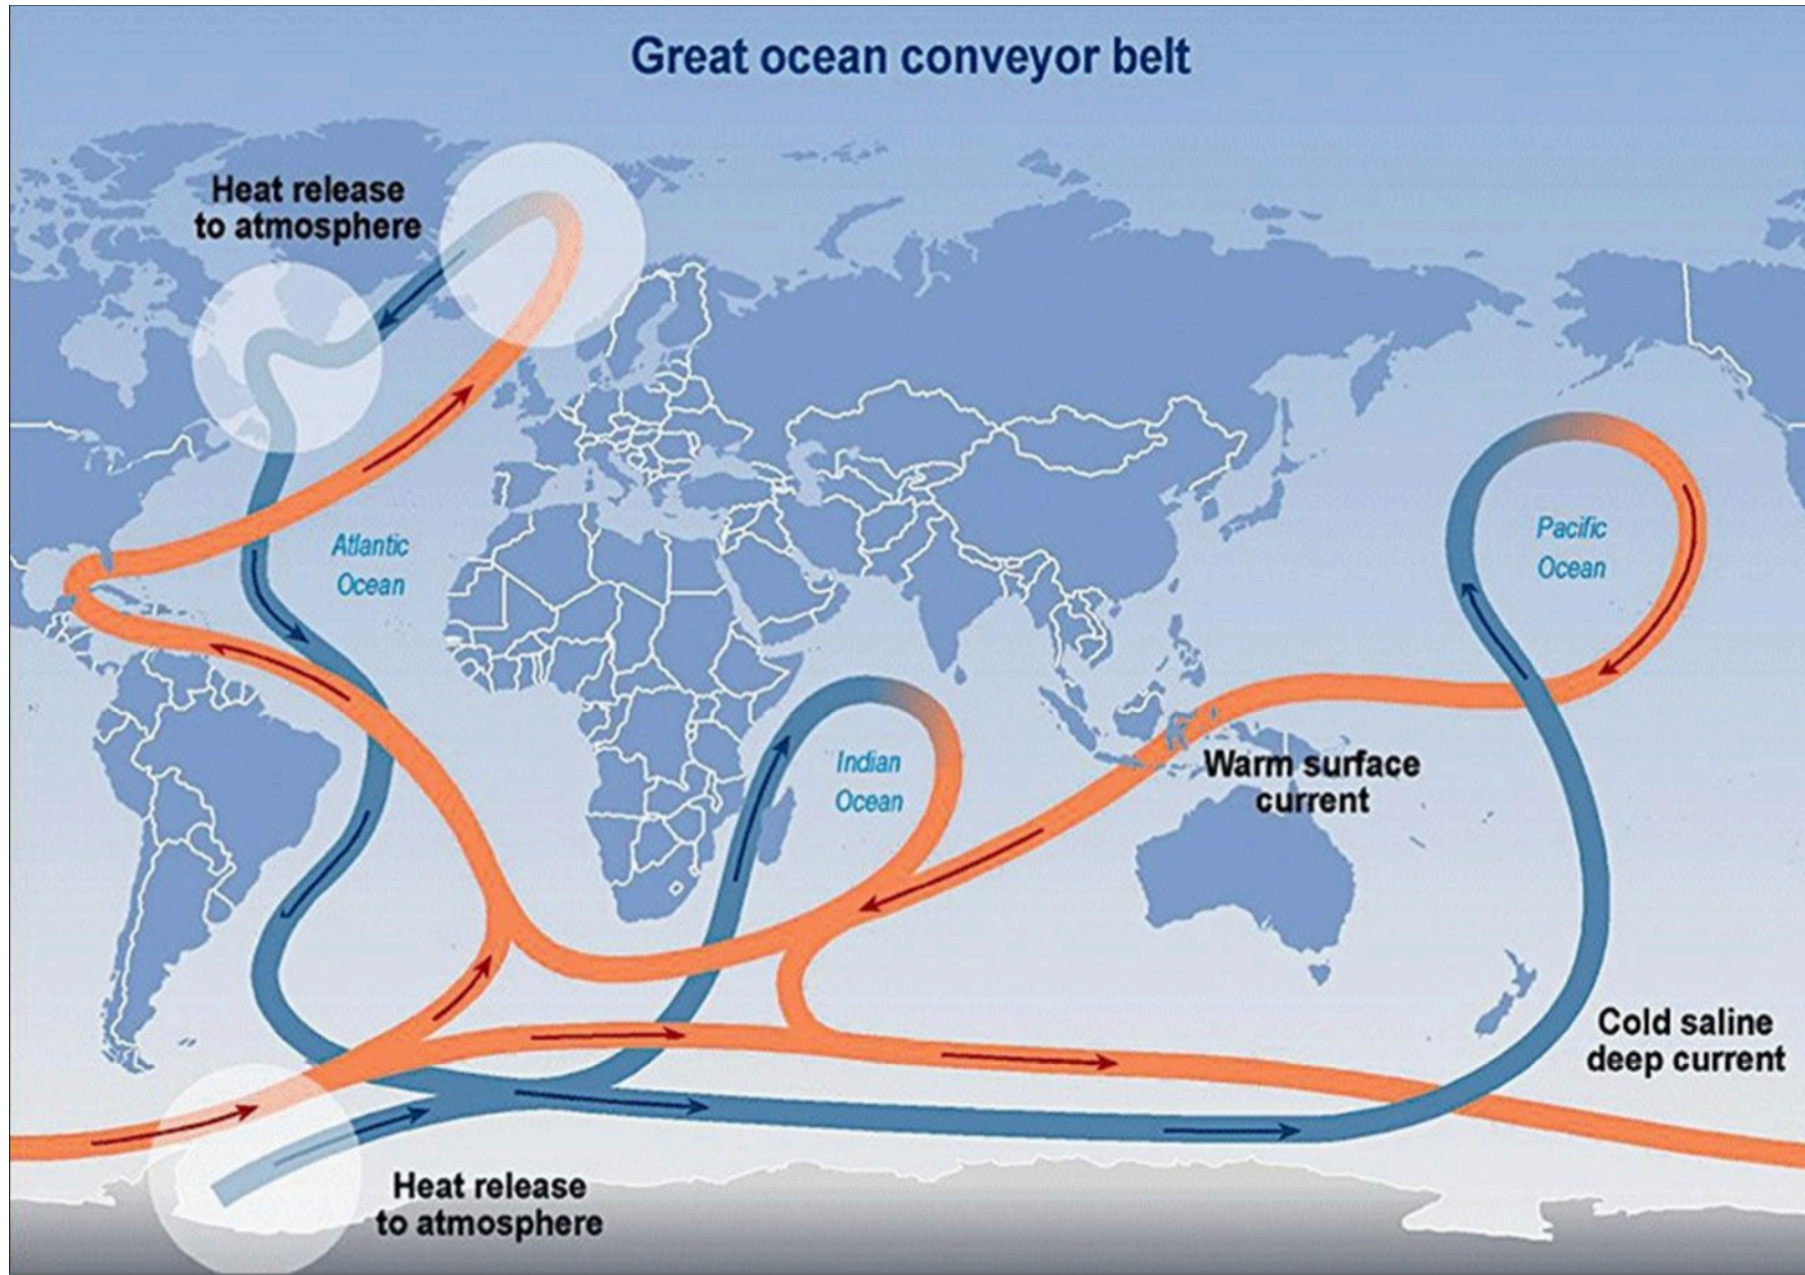 Great ocean conveyor belt
Heat release
to atmosphere
Atlantic
Ocean
Pacific
Ocean
Indian
Ocean
Warm surface
current
Cold saline
deep current
Heat release
to atmosphere